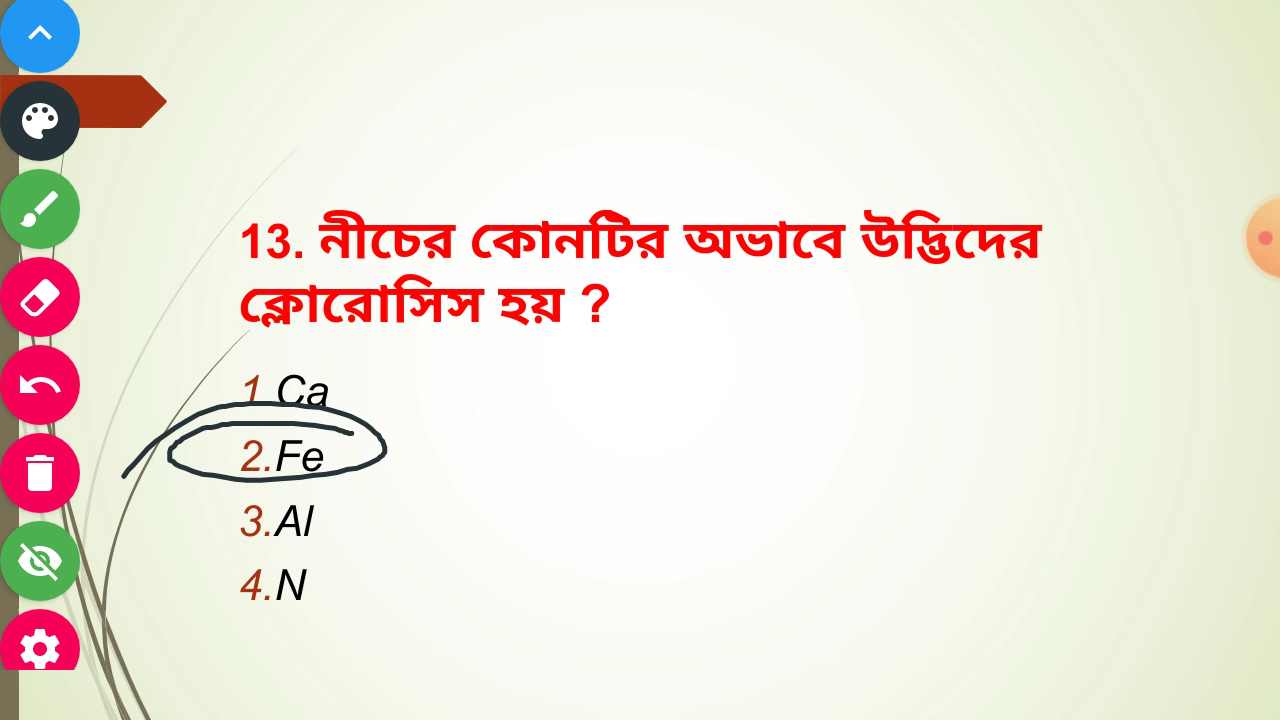 13. নীচের কোনটির অভাবে উদ্ভিদের
ক্লোরোসিস হয় ?
1.Ca
2.Fe
3.Al
4.N